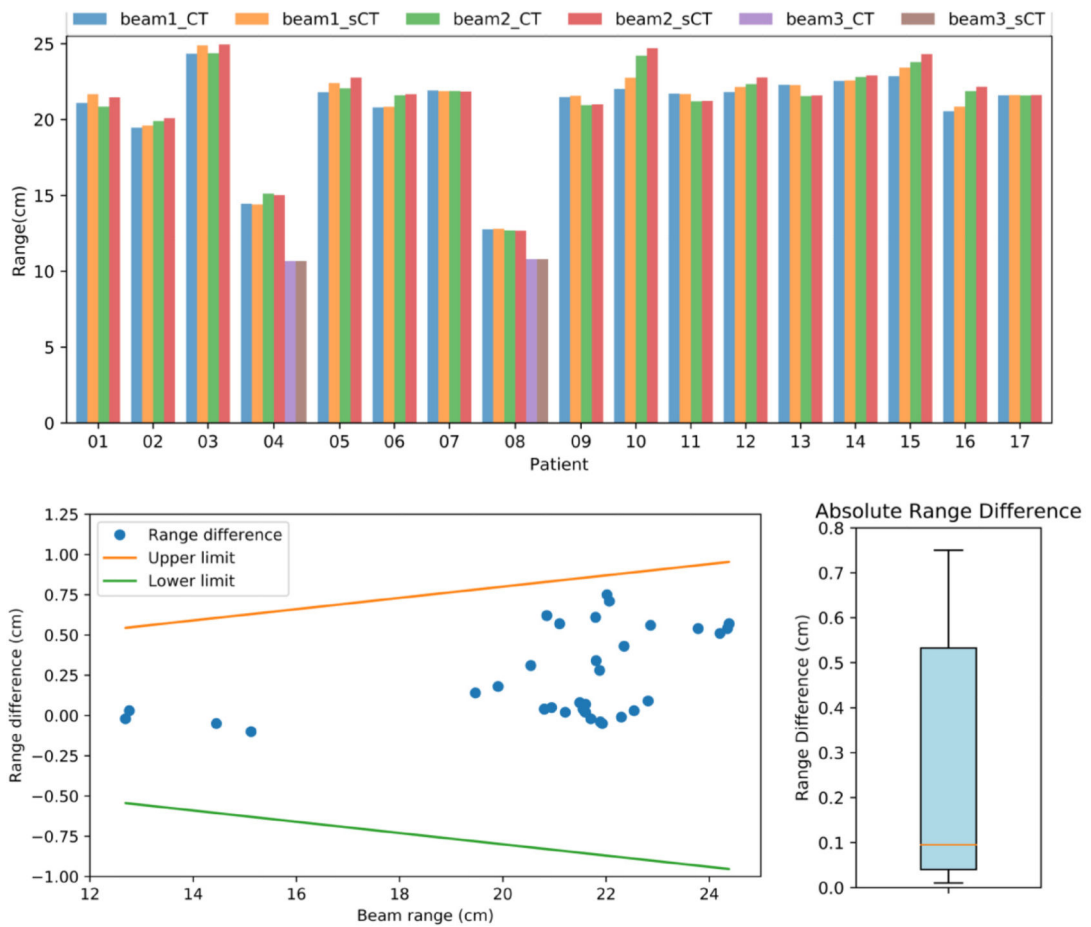 beam1_CT beam1_sCT beam2_CT beam2_sCT beam3_CT beam3_sCT
25
20
15
10
5
0
Range(cm)
01 02 03 04 05 06 07 08 09 10 11 12 13 14 15 16 17
Patient
1.25
1.00
0.75
0.50
0.25
0.00
−0.25
−0.50
−0.75
−1.00
Range difference (cm)
Range difference
Upper limit
Lower limit
12 14 16 18 20 22 24
Beam range (cm)
Absolute Range Difference
0.8
0.7
0.6
0.5
0.4
0.3
0.2
0.1
0.0
Range Difference (cm)